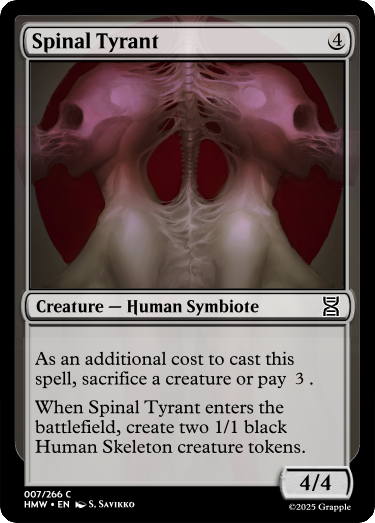 Spinal Tyrant 4
Creature — Human Symbiote
As an additional cost to cast this
spell, sacrifice a creature or pay 3 .
When Spinal Tyrant enters the
battlefield, create two 1/1 black
Human Skeleton creature tokens.
4/4
007/266 C
HMW • EN S. Savikko
©2025 Grapple